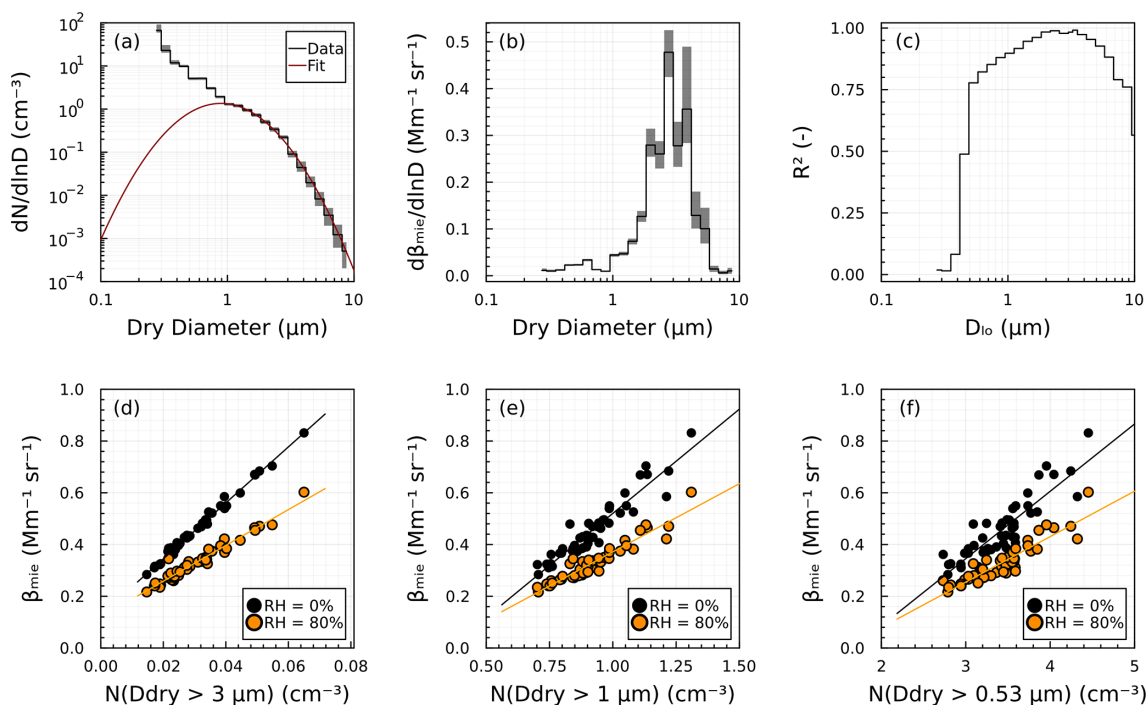 (a)
Data
Fit
dN/dlnD (cm⁻³)
10²
10¹
10⁰
10⁻¹
10⁻²
10⁻³
10⁻⁴
0.1
1
10
Dry Diameter (μm)
(b)
dβₘᵢₑ/dlnD (Mm⁻¹ sr⁻¹)
0.5
0.4
0.3
0.2
0.1
0.0
0.1
1
10
Dry Diameter (μm)
(c)
R² (-)
1.00
0.75
0.50
0.25
0.00
0.1
1
10
Dₗₒ (μm)
(d)
βₘᵢₑ (Mm⁻¹ sr⁻¹)
1.0
0.8
0.6
0.4
0.2
0.0
RH = 0%
RH = 80%
0.00
0.02
0.04
0.06
0.08
N(Ddry > 3 μm) (cm⁻³)
(e)
βₘᵢₑ (Mm⁻¹ sr⁻¹)
1.0
0.8
0.6
0.4
0.2
0.0
RH = 0%
RH = 80%
0.50
0.75
1.00
1.25
1.50
N(Ddry > 1 μm) (cm⁻³)
(f)
βₘᵢₑ (Mm⁻¹ sr⁻¹)
1.0
0.8
0.6
0.4
0.2
0.0
RH = 0%
RH = 80%
2
3
4
5
N(Ddry > 0.53 μm) (cm⁻³)